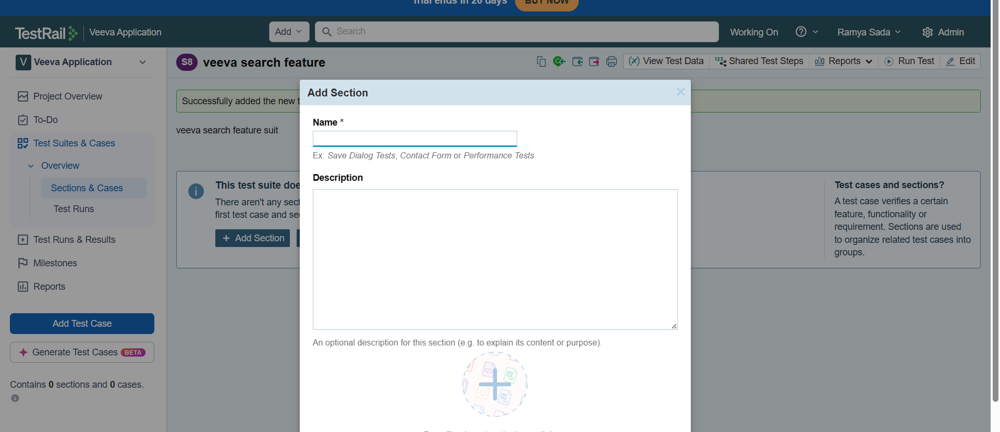 Trial ends in 26 days BUY NOW
TestRail Veeva Application Add Search Working On Ramya Sada Admin
V Veeva Application
S8 veeva search feature View Test Data Shared Test Steps Reports Run Test Edit
Project Overview
To-Do
Test Suites & Cases
Overview
Sections & Cases
Test Runs
Test Runs & Results
Milestones
Reports
Add Test Case
Generate Test Cases BETA
Contains 0 sections and 0 cases.
Successfully added the new
veeva search feature suit
This test suite doe
There aren't any sect
first test case and se
+ Add Section
Add Section
Name *
Ex: Save Dialog Tests, Contact Form or Performance Tests
Description
An optional description for this section (e.g. to explain its content or purpose).
Test cases and sections?
A test case verifies a certain
feature, functionality or
requirement. Sections are used
to organize related test cases into
groups.